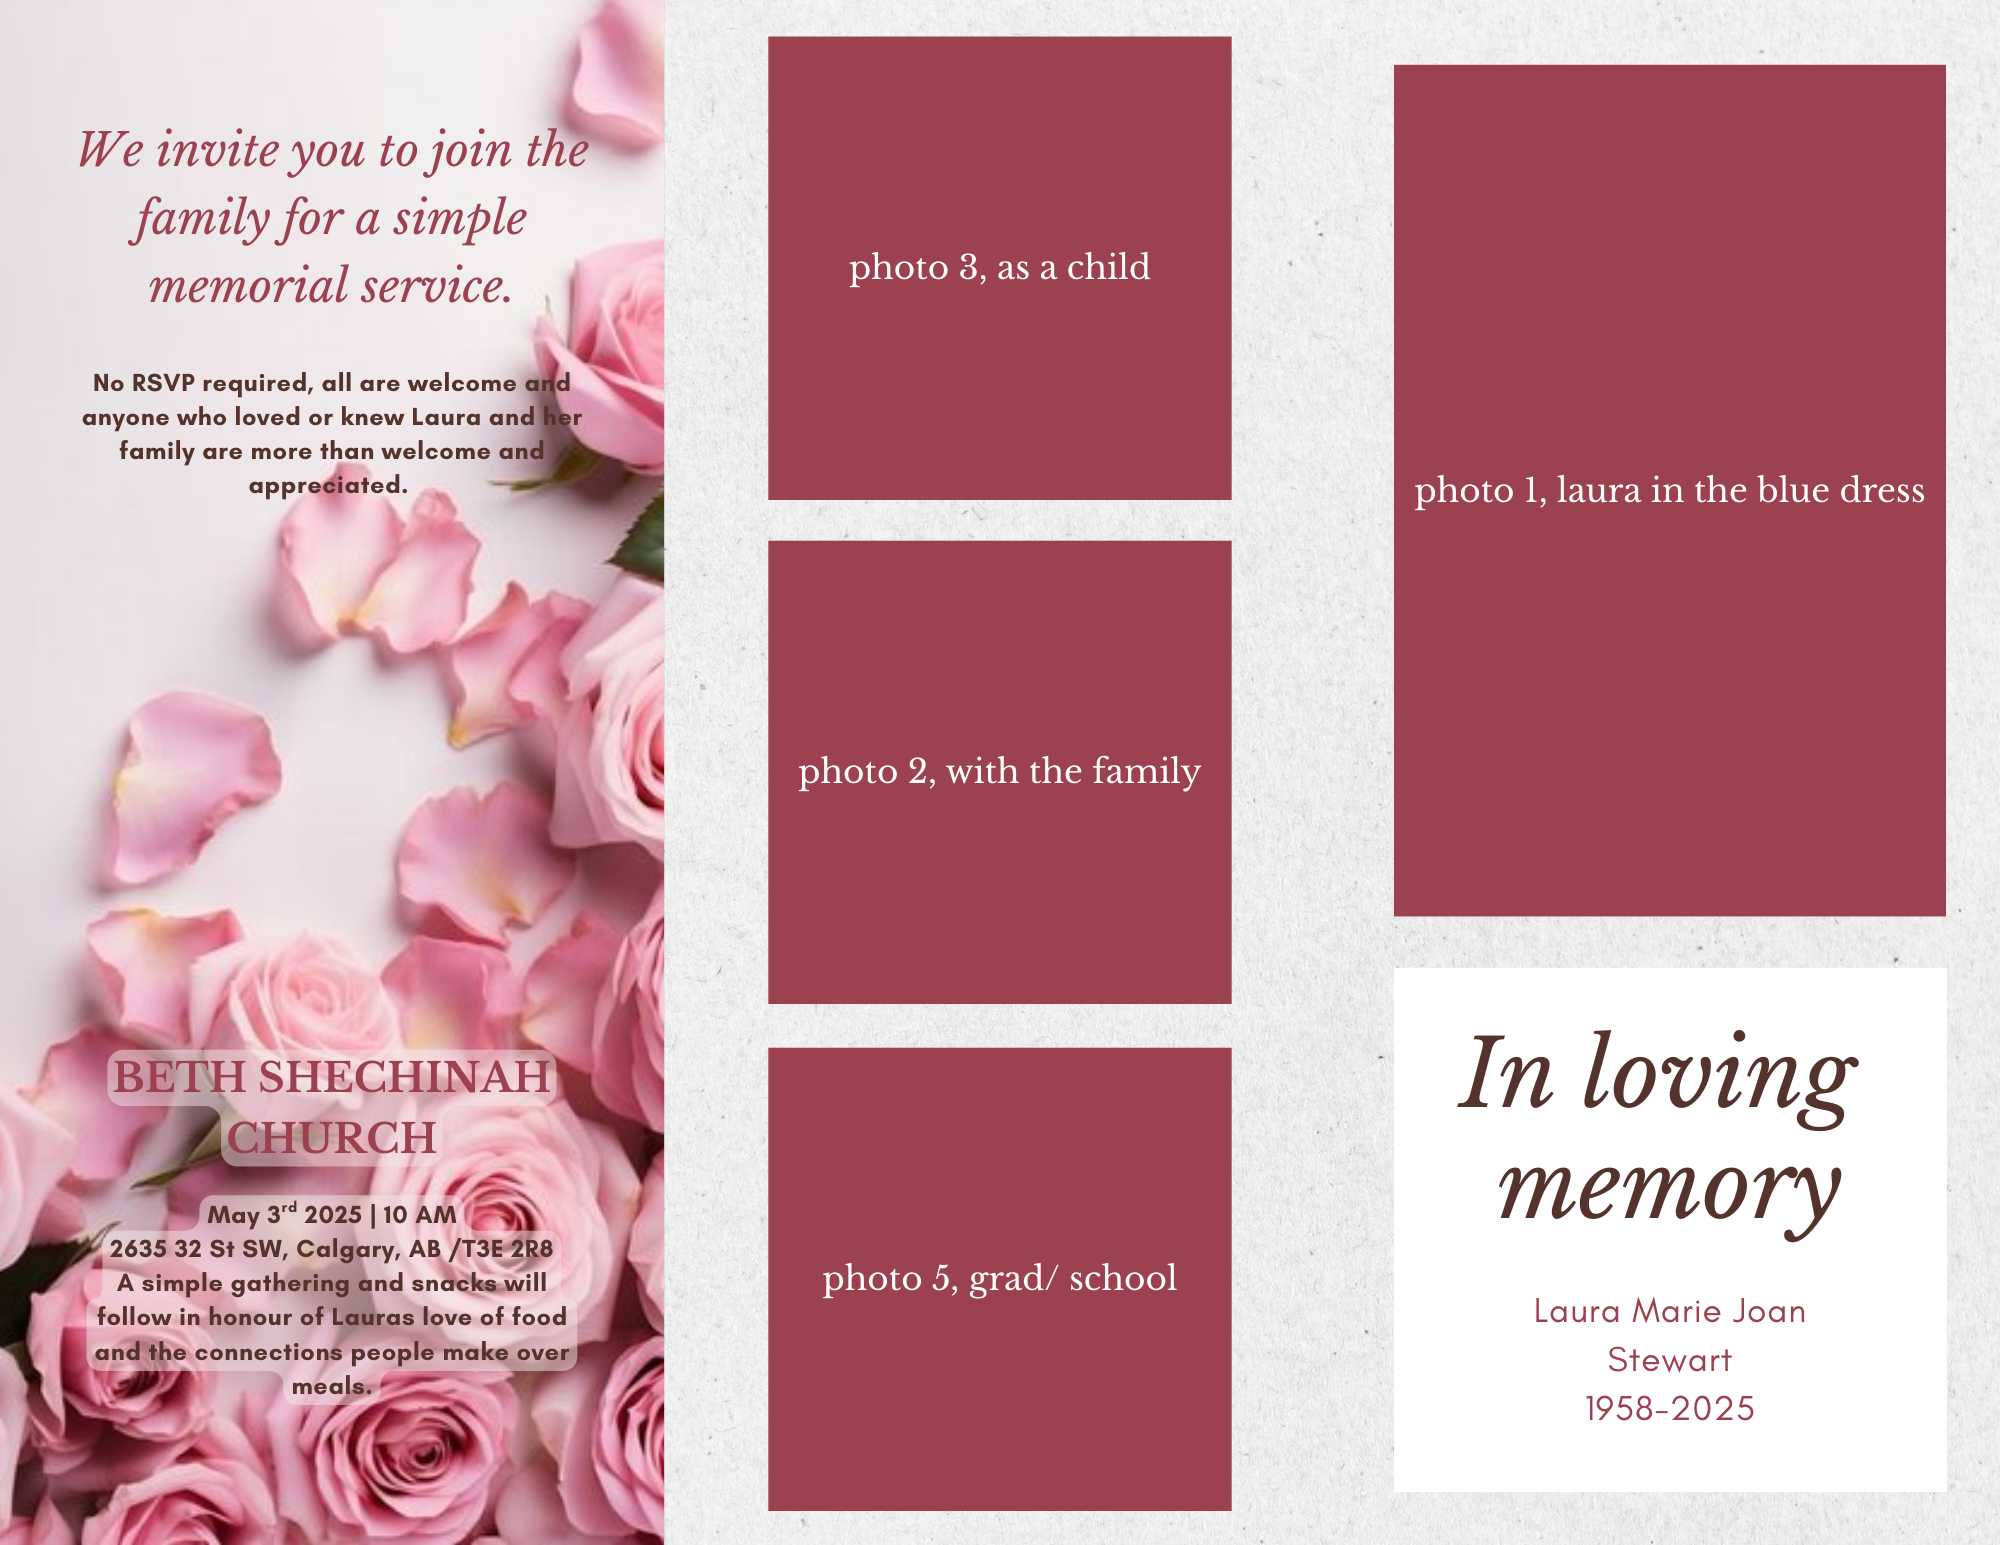 We invite you to join the
family for a simple
memorial service.
No RSVP required, all are welcome and
anyone who loved or knew Laura and her
family are more than welcome and
appreciated.
BETH SHECHINAH
CHURCH
May 3rd 2025 | 10 AM
2635 32 St SW, Calgary, AB /T3E 2R8
A simple gathering and snacks will
follow in honour of Lauras love of food
and the connections people make over
meals.
photo 3, as a child
photo 2, with the family
photo 5, grad/ school
photo 1, laura in the blue dress
In loving
memory
Laura Marie Joan
Stewart
1958-2025